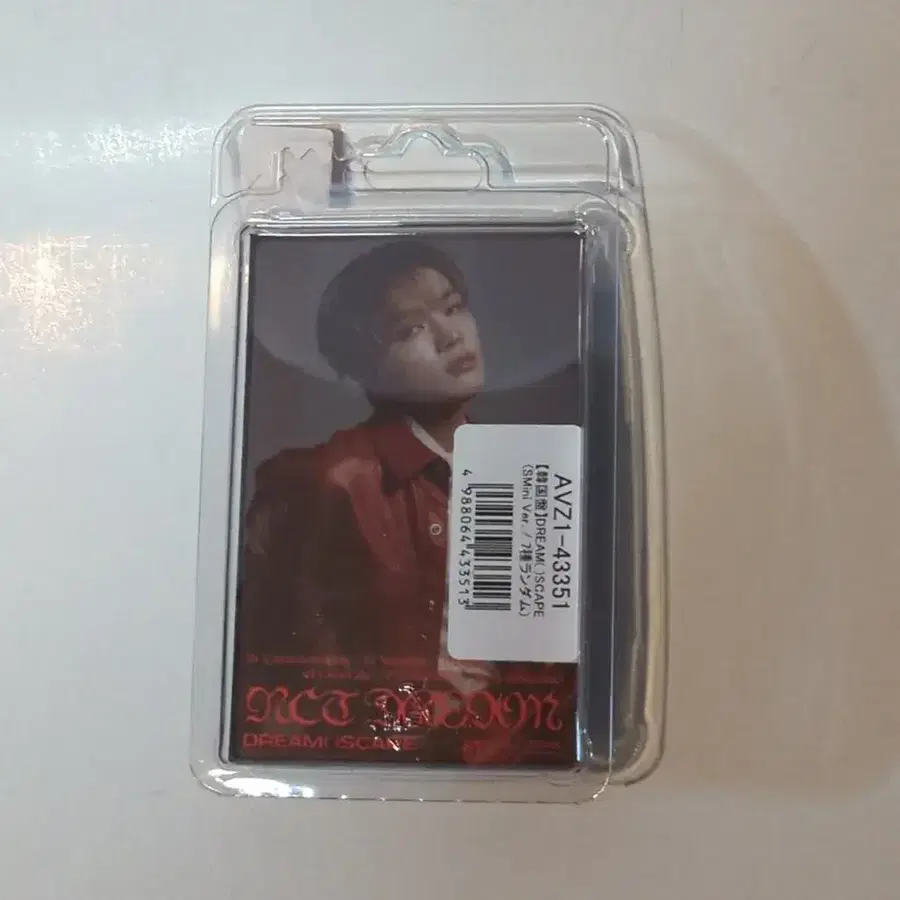 AVZ1-43351
【韓国盤】DREAM( )SCAPE
(SMini Ver. / 7種ランダム)
4 988064 433513
NCT DREAM
DREAM( )SCAPE